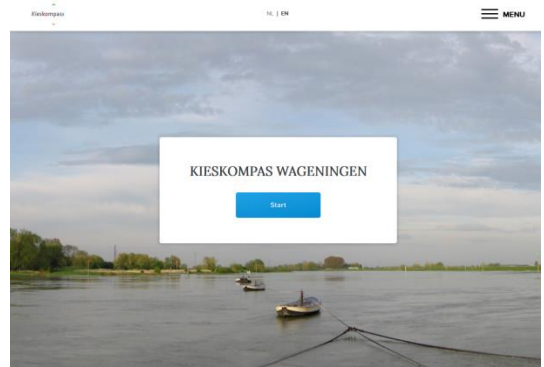 Kieskompas
NL | EN
MENU
KIESKOMPAS WAGENINGEN
Start